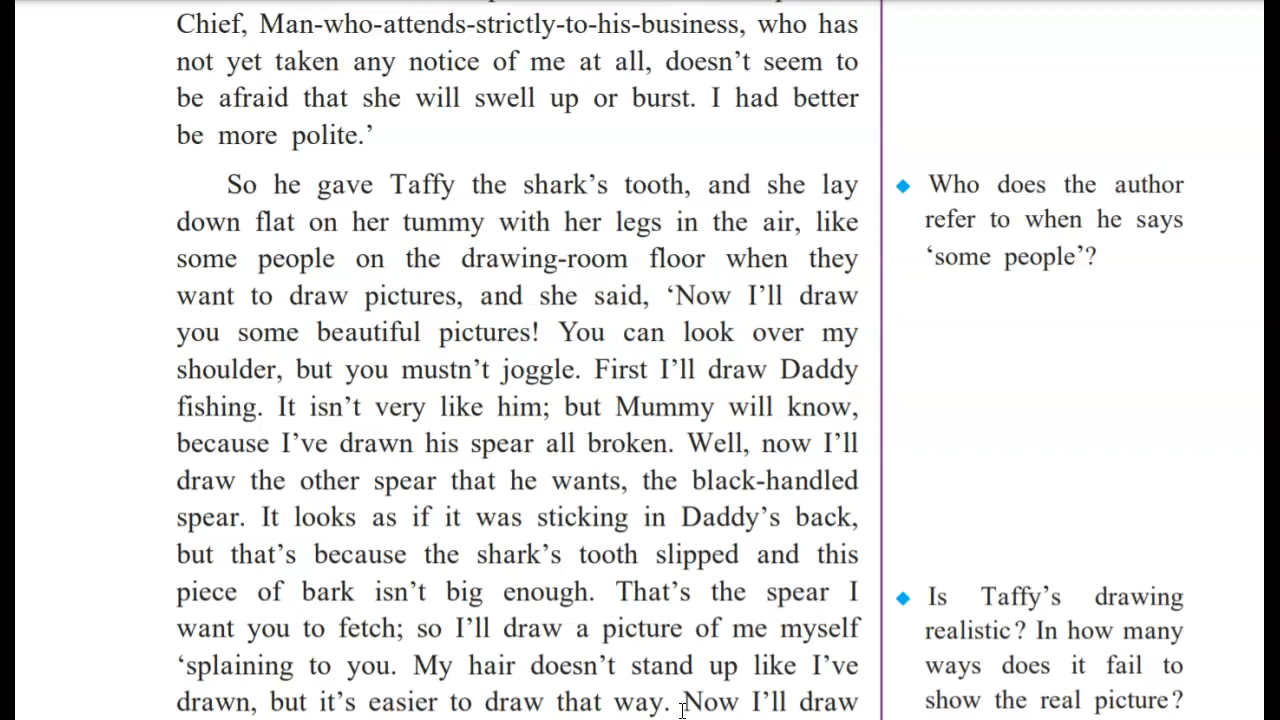 Chief, Man-who-attends-strictly-to-his-business, who has
not yet taken any notice of me at all, doesn’t seem to
be afraid that she will swell up or burst. I had better
be more polite.’
So he gave Taffy the shark’s tooth, and she lay
down flat on her tummy with her legs in the air, like
some people on the drawing-room floor when they
want to draw pictures, and she said, ‘Now I’ll draw
you some beautiful pictures! You can look over my
shoulder, but you mustn’t joggle. First I’ll draw Daddy
fishing. It isn’t very like him; but Mummy will know,
because I’ve drawn his spear all broken. Well, now I’ll
draw the other spear that he wants, the black-handled
spear. It looks as if it was sticking in Daddy’s back,
but that’s because the shark’s tooth slipped and this
piece of bark isn’t big enough. That’s the spear I
want you to fetch; so I’ll draw a picture of me myself
‘splaining to you. My hair doesn’t stand up like I’ve
drawn, but it’s easier to draw that way. Now I’ll draw
◆ Who does the author
refer to when he says
‘some people’?
◆ Is Taffy’s drawing
realistic? In how many
ways does it fail to
show the real picture?